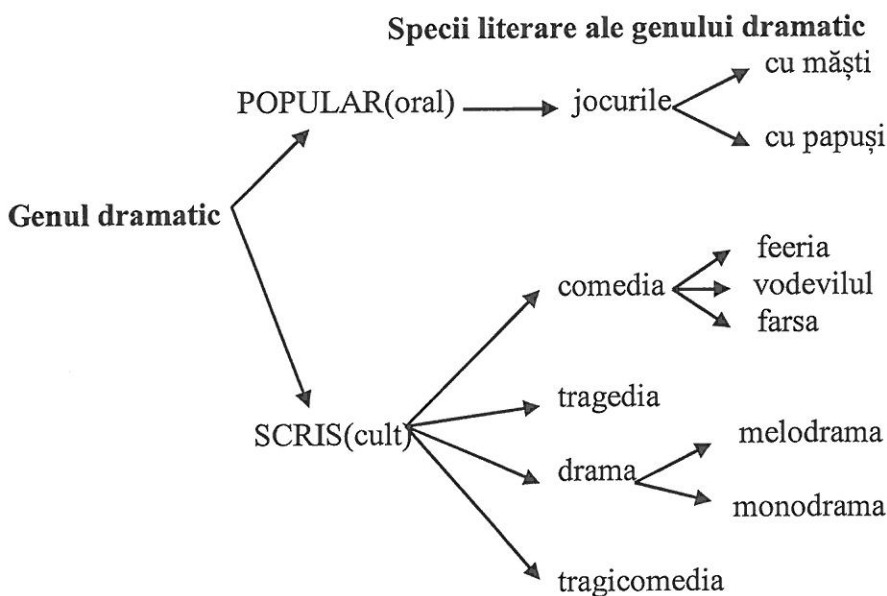 Specii literare ale genului dramatic
cu măști
POPULAR(oral)
jocurile
cu papuși
Genul dramatic
feeria
comedia
vodevilul
farsa
tragedia
SCRIS(cult)
melodrama
drama
monodrama
tragicomedia